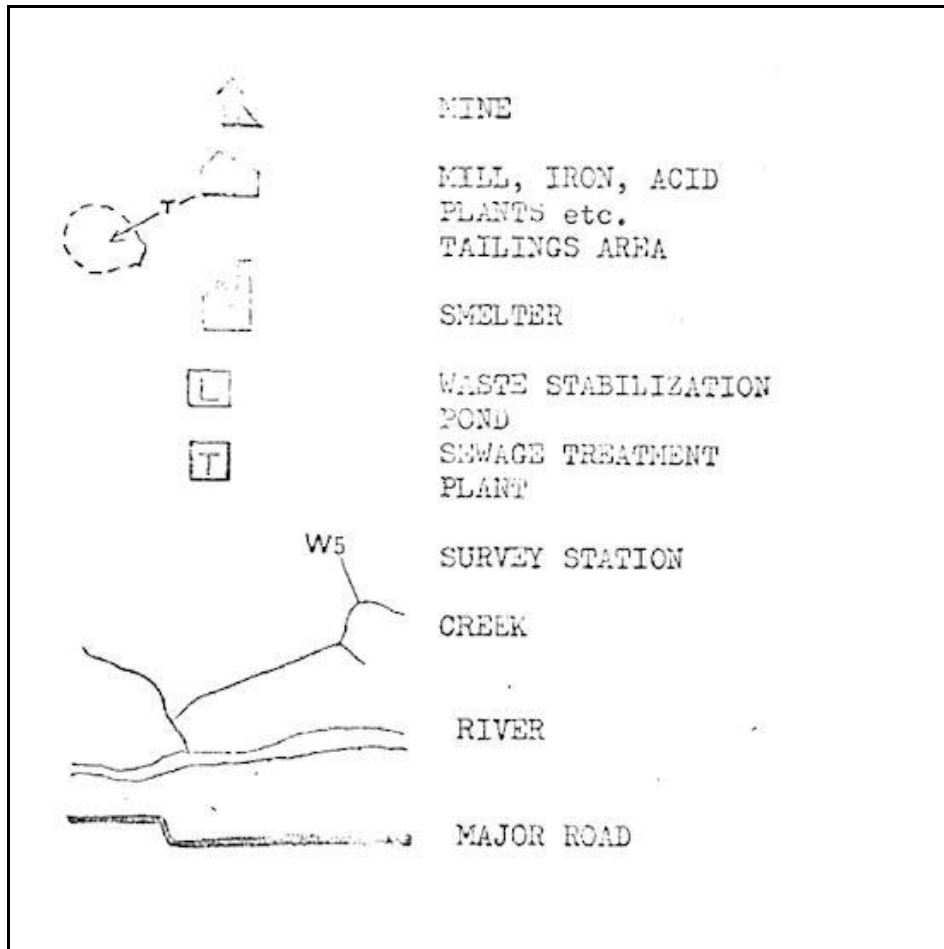 MINE
MILL, IRON, ACID
PLANTS etc.
T
TAILINGS AREA
SMELTER
L
WASTE STABILIZATION
POND
T
SEWAGE TREATMENT
PLANT
W5
SURVEY STATION
CREEK
RIVER
MAJOR ROAD